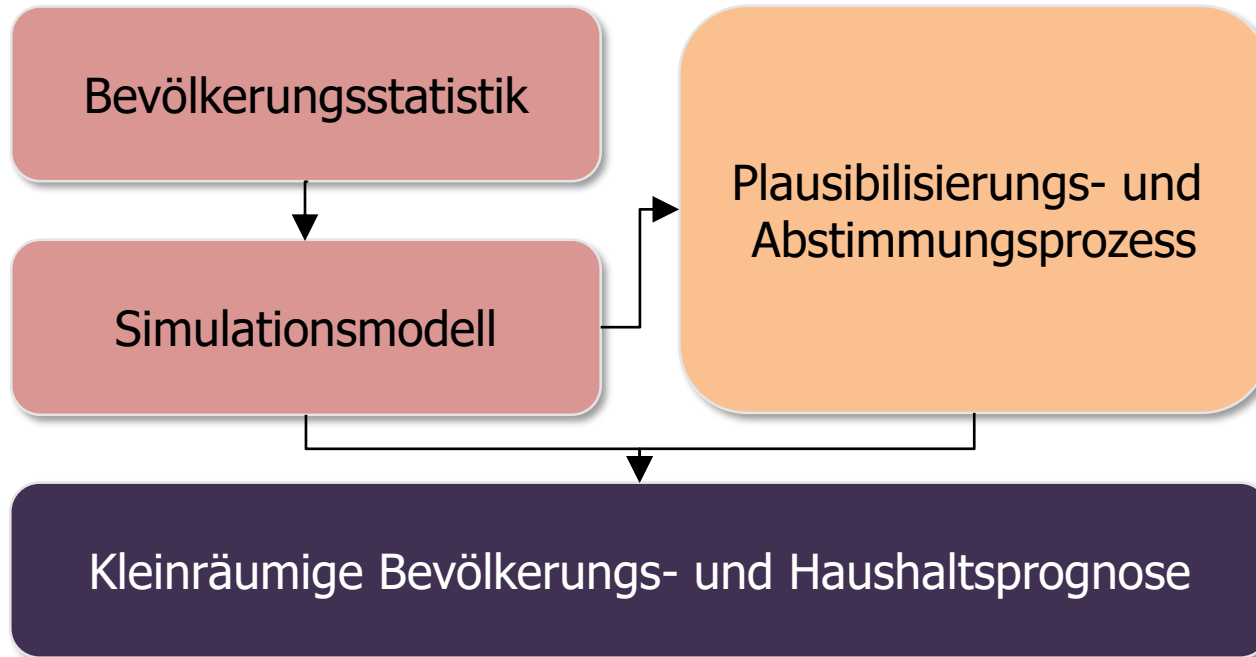 Bevölkerungsstatistik
Simulationsmodell
Plausibilisierungs- und
Abstimmungsprozess
Kleinräumige Bevölkerungs- und Haushaltsprognose